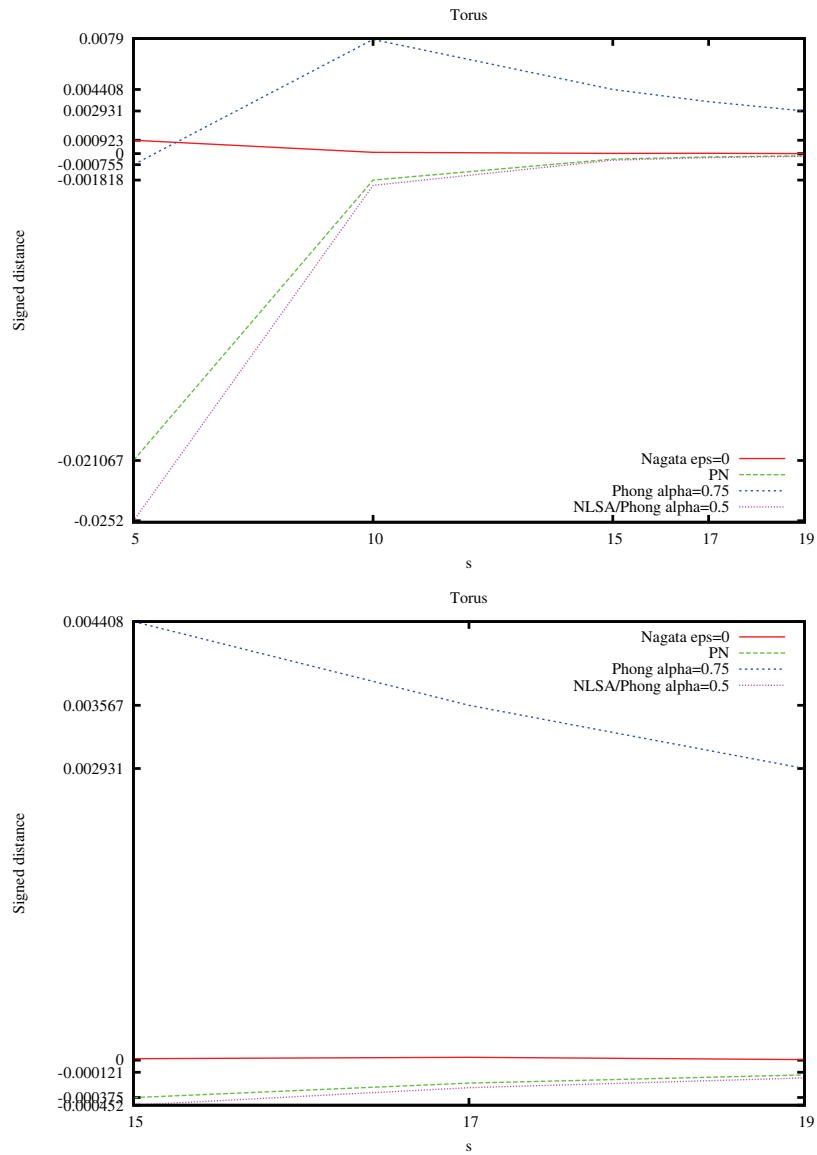 Torus
0.0079
0.004408
0.002931
0.000923
0
-0.000755
-0.001818
-0.021067
-0.0252
Signed distance
Nagata eps=0
PN
Phong alpha=0.75
NLSA/Phong alpha=0.5
5 10 15 17 19
s
Torus
0.004408
0.003567
0.002931
0
-0.000121
-0.000375
-0.000452
Signed distance
Nagata eps=0
PN
Phong alpha=0.75
NLSA/Phong alpha=0.5
15 17 19
s